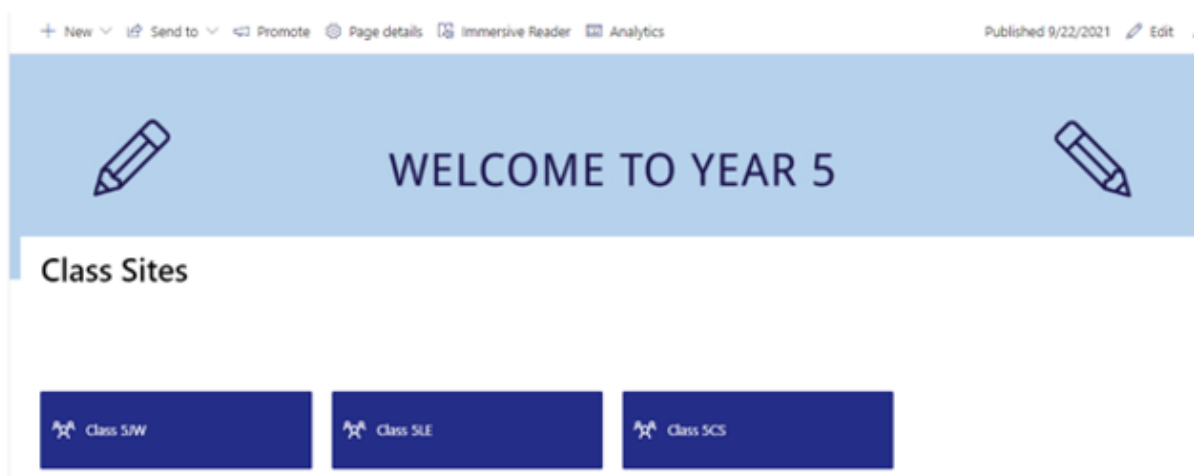 New Send to Promote Page details Immersive Reader Analytics Published 9/22/2021 Edit
WELCOME TO YEAR 5
Class Sites
Class 5JW Class 5LE Class 5CS